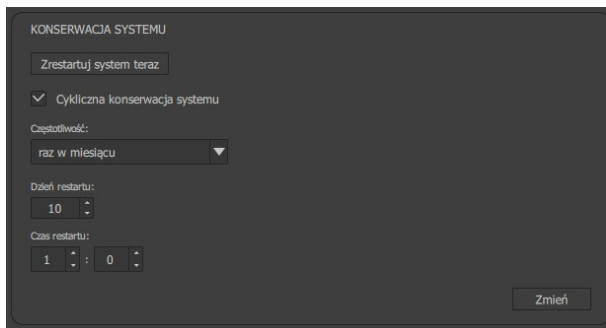 KONSERWACJA SYSTEMU
Zrestartuj system teraz
Cykliczna konserwacja systemu
Częstotliwość:
raz w miesiącu
Dzień restartu:
10
Czas restartu:
1 : 0
Zmień